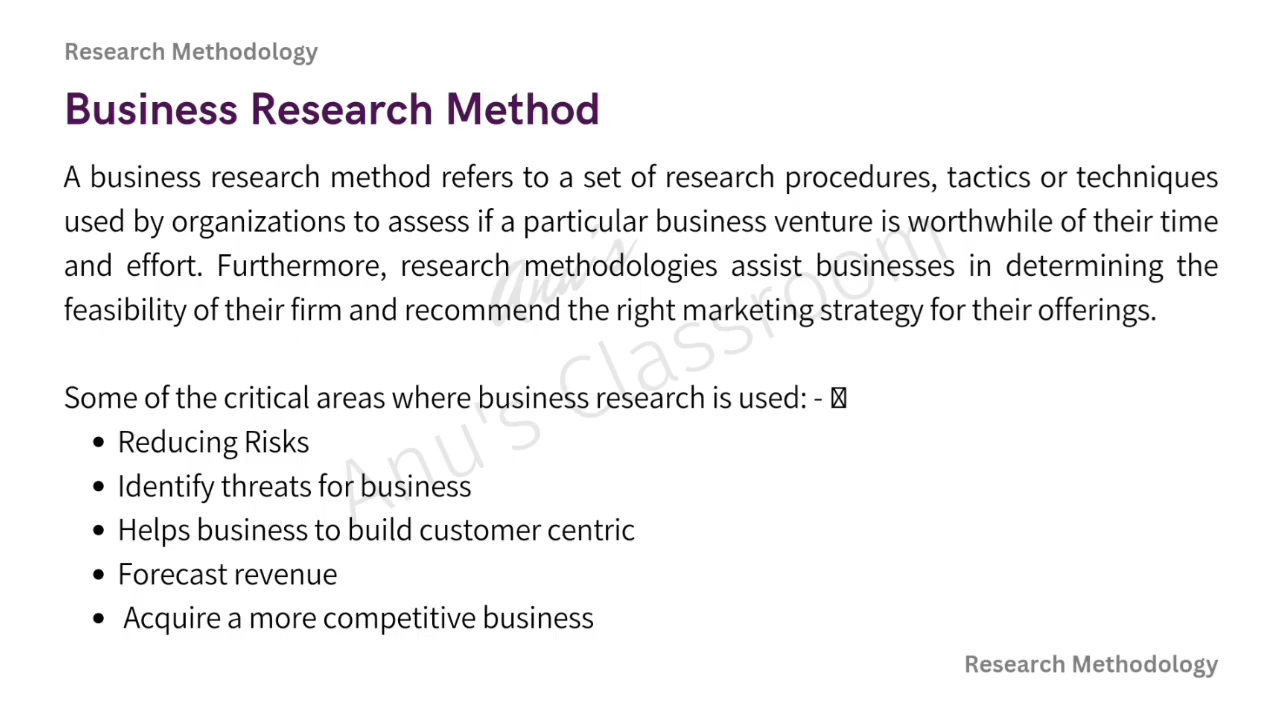 Research Methodology
Business Research Method
A business research method refers to a set of research procedures, tactics or techniques
used by organizations to assess if a particular business venture is worthwhile of their time
and effort. Furthermore, research methodologies assist businesses in determining the
feasibility of their firm and recommend the right marketing strategy for their offerings.
Some of the critical areas where business research is used: -
• Reducing Risks
• Identify threats for business
• Helps business to build customer centric
• Forecast revenue
• Acquire a more competitive business
Anu's
Anu's Classroom
Research Methodology